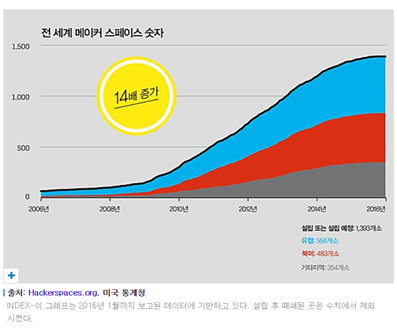 전 세계 메이커 스페이스 숫자
1,500
14배 증가
1,000
500
0
2006년 2008년 2010년 2012년 2014년 2016년
설립 또는 설립 예정: 1,393개소
유럽: 556개소
북미: 483개소
기타지역: 354개소
출처: Hackerspaces.org, 미국 통계청
INDEX-이 그래프는 2016년 1월까지 보고된 데이터에 기반하고 있다. 설립 후 폐쇄된 곳은 수치에서 제외
시켰다.